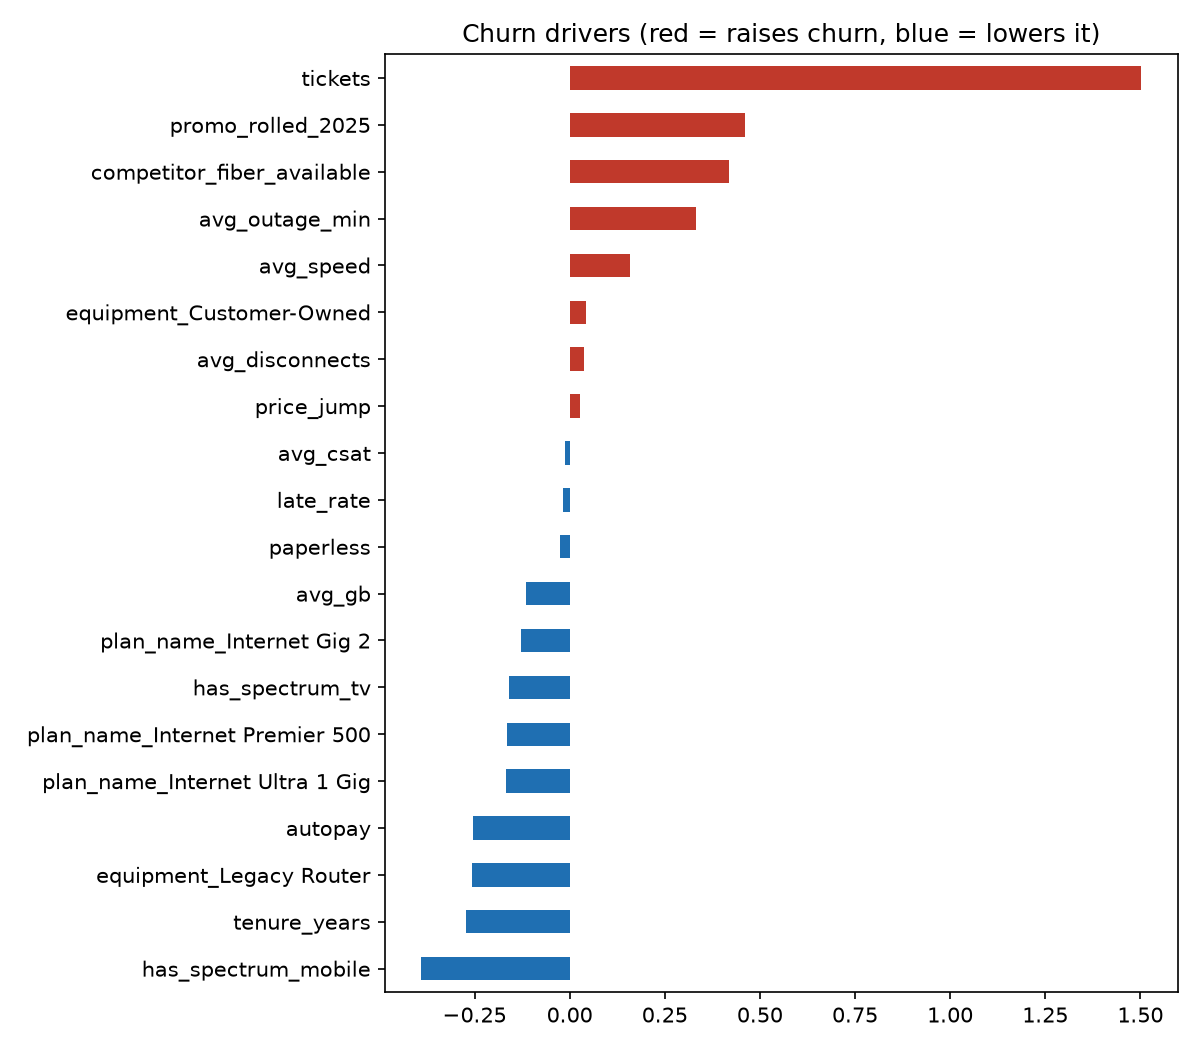 Churn drivers (red = raises churn, blue = lowers it)
tickets
promo_rolled_2025
competitor_fiber_available
avg_outage_min
avg_speed
equipment_Customer-Owned
avg_disconnects
price_jump
avg_csat
late_rate
paperless
avg_gb
plan_name_Internet Gig 2
has_spectrum_tv
plan_name_Internet Premier 500
plan_name_Internet Ultra 1 Gig
autopay
equipment_Legacy Router
tenure_years
has_spectrum_mobile
−0.25 0.00 0.25 0.50 0.75 1.00 1.25 1.50